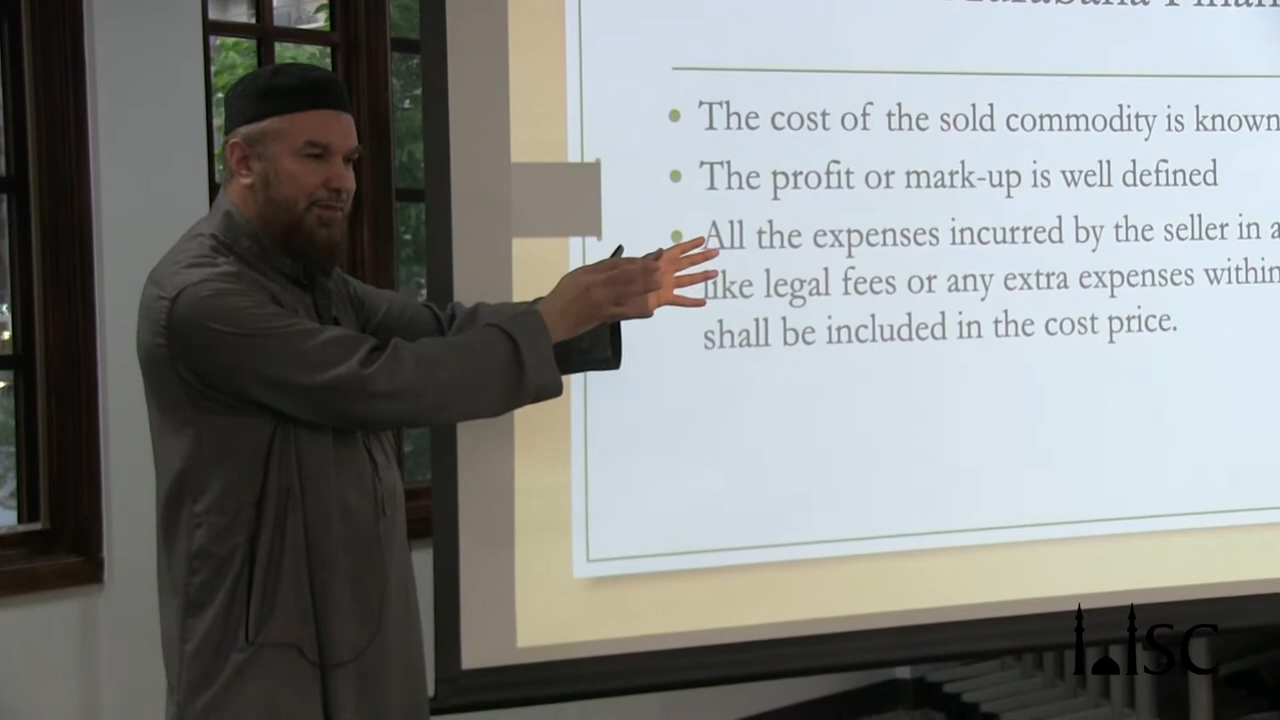 The cost of the sold commodity is known
The profit or mark-up is well defined
All the expenses incurred by the seller in a
like legal fees or any extra expenses within
shall be included in the cost price.
ISC